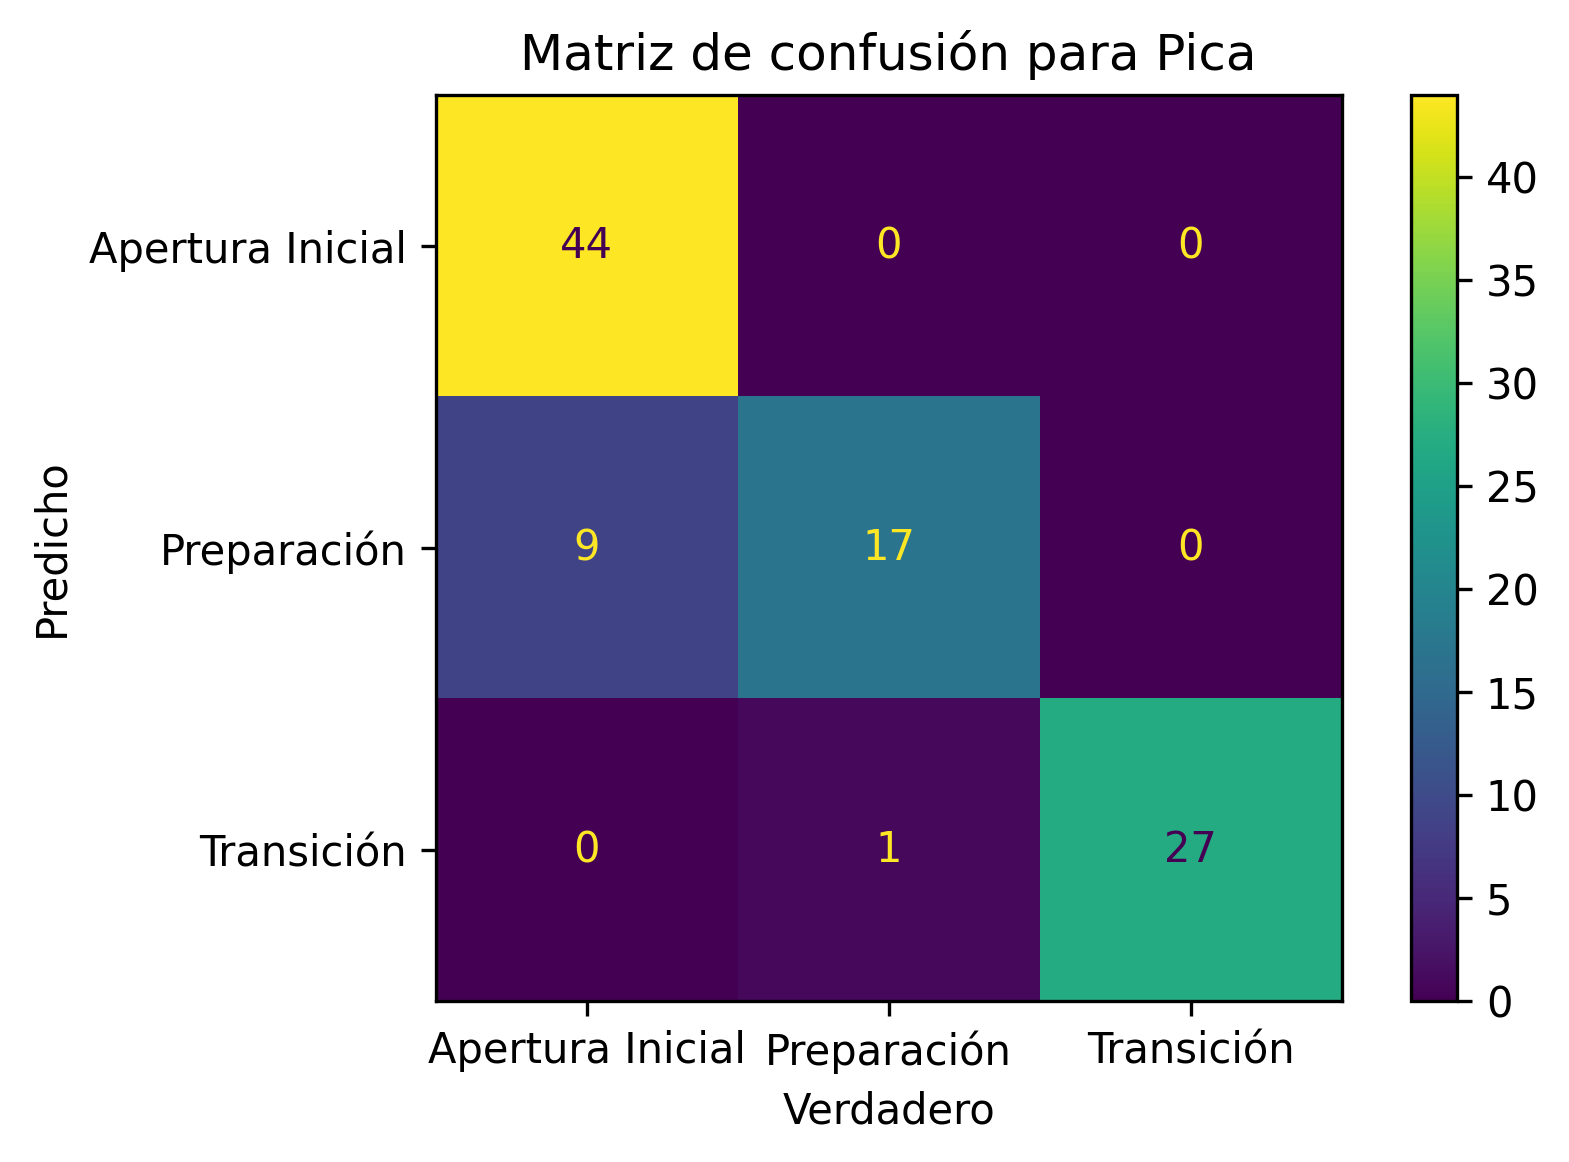 Matriz de confusión para Pica
Predicho
Apertura Inicial
44 0 0
Preparación
9 17 0
Transición
0 1 27
Apertura Inicial Preparación Transición
Verdadero
40
35
30
25
20
15
10
5
0